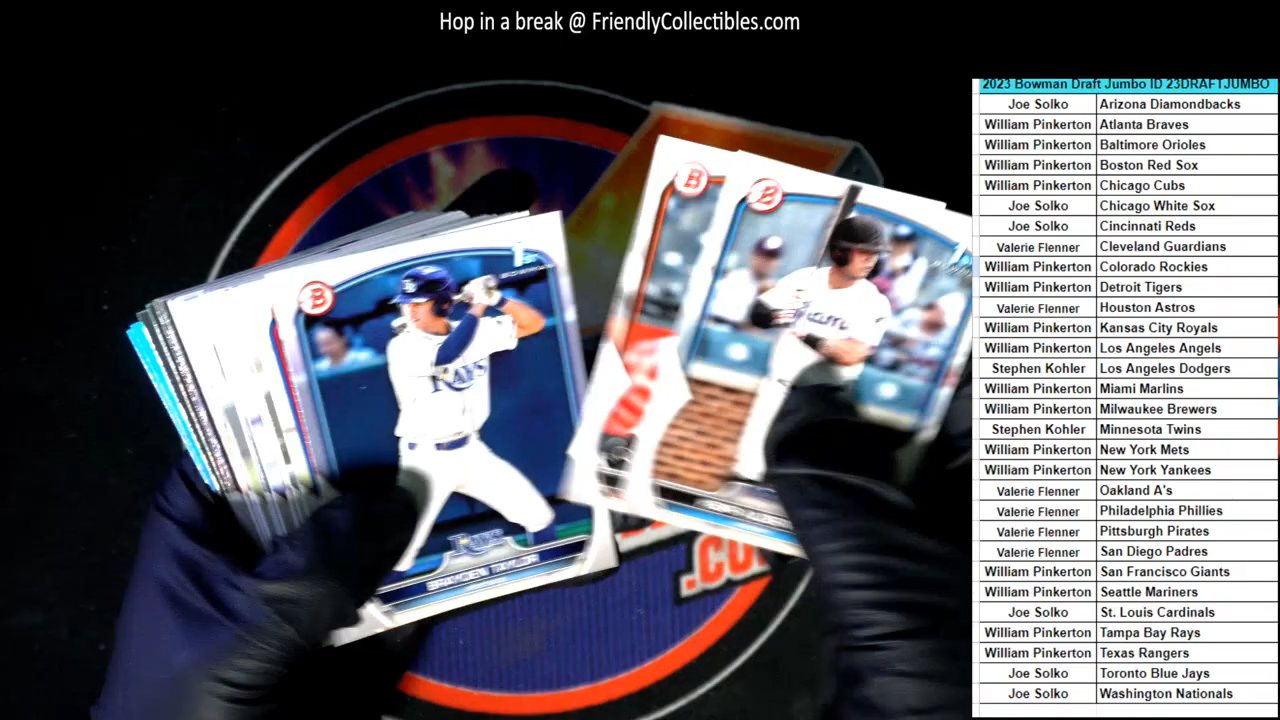 Hop in a break @ FriendlyCollectibles.com
2023 Bowman Draft Jumbo ID 23DRAFTJUMBO
Joe Solko Arizona Diamondbacks
William Pinkerton Atlanta Braves
William Pinkerton Baltimore Orioles
William Pinkerton Boston Red Sox
William Pinkerton Chicago Cubs
Joe Solko Chicago White Sox
Joe Solko Cincinnati Reds
Valerie Flenner Cleveland Guardians
William Pinkerton Colorado Rockies
William Pinkerton Detroit Tigers
Valerie Flenner Houston Astros
William Pinkerton Kansas City Royals
William Pinkerton Los Angeles Angels
Stephen Kohler Los Angeles Dodgers
William Pinkerton Miami Marlins
William Pinkerton Milwaukee Brewers
Stephen Kohler Minnesota Twins
William Pinkerton New York Mets
William Pinkerton New York Yankees
Valerie Flenner Oakland A's
Valerie Flenner Philadelphia Phillies
Valerie Flenner Pittsburgh Pirates
Valerie Flenner San Diego Padres
William Pinkerton San Francisco Giants
William Pinkerton Seattle Mariners
Joe Solko St. Louis Cardinals
William Pinkerton Tampa Bay Rays
William Pinkerton Texas Rangers
Joe Solko Toronto Blue Jays
Joe Solko Washington Nationals
B
B
B
RAYS
BRAYDEN TAYLOR
.CO